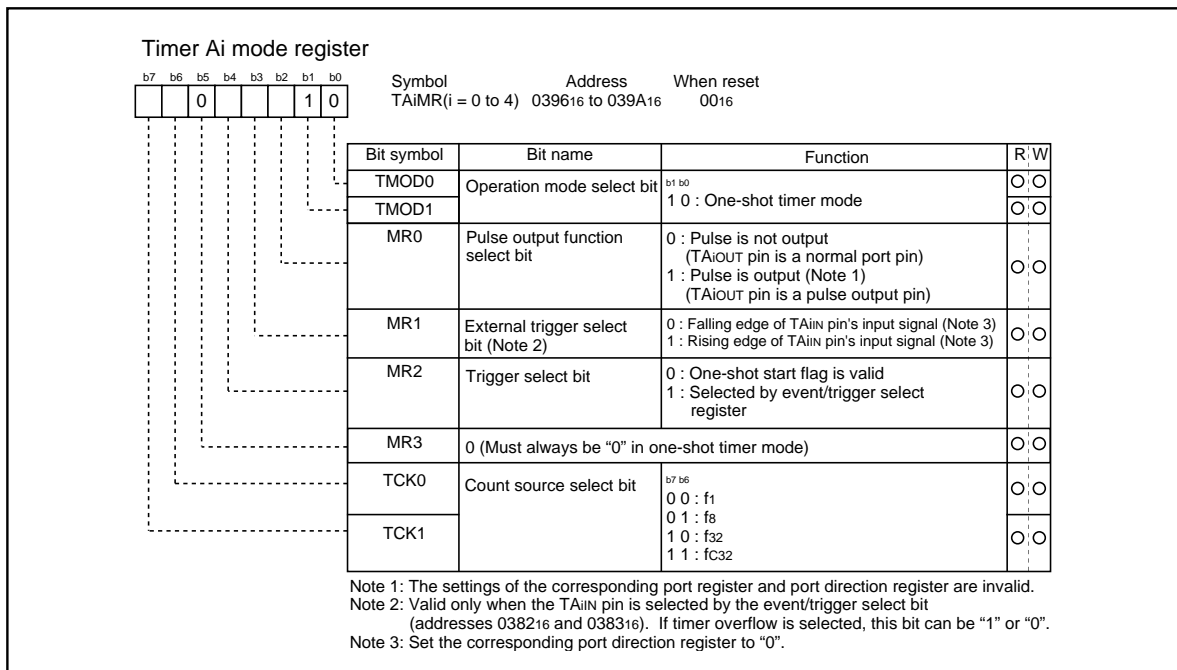 Timer Ai mode register
b7 b6 b5 b4 b3 b2 b1 b0
0 1 0
Symbol Address When reset
TAiMR(i = 0 to 4) 039616 to 039A16 0016
Bit symbol Bit name Function R W
TMOD0 Operation mode select bit b1 b0
1 0 : One-shot timer mode
TMOD1
MR0 Pulse output function select bit
0 : Pulse is not output
(TAiOUT pin is a normal port pin)
1 : Pulse is output (Note 1)
(TAiOUT pin is a pulse output pin)
MR1 External trigger select bit (Note 2)
0 : Falling edge of TAiIN pin's input signal (Note 3)
1 : Rising edge of TAiIN pin's input signal (Note 3)
MR2 Trigger select bit
0 : One-shot start flag is valid
1 : Selected by event/trigger select
register
MR3 0 (Must always be “0” in one-shot timer mode)
TCK0 Count source select bit
b7 b6
0 0 : f1
0 1 : f8
TCK1
1 0 : f32
1 1 : fC32
Note 1: The settings of the corresponding port register and port direction register are invalid.
Note 2: Valid only when the TAiIN pin is selected by the event/trigger select bit
(addresses 038216 and 038316). If timer overflow is selected, this bit can be “1” or “0”.
Note 3: Set the corresponding port direction register to “0”.